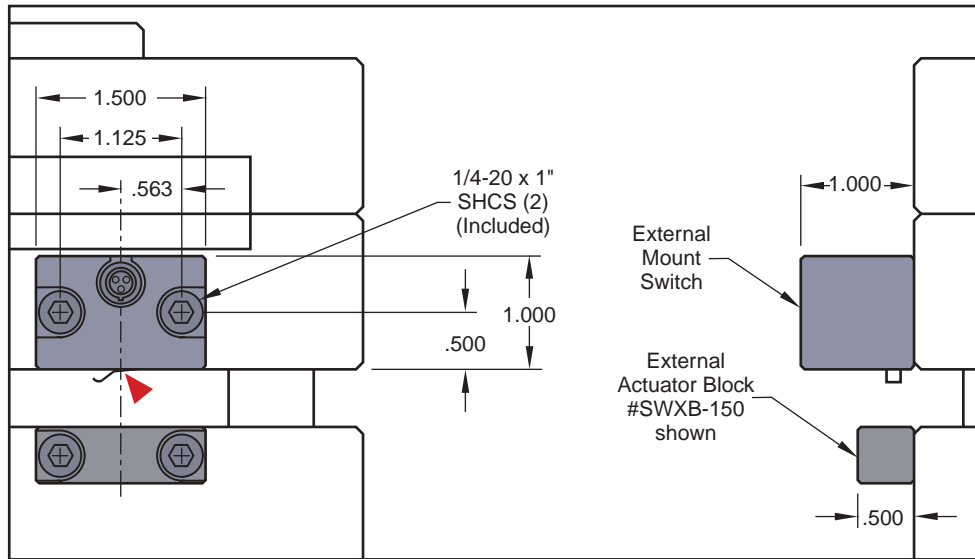 1.500
1.125
.563
1/4-20 x 1"
SHCS (2)
(Included)
1.000
.500
1.000
External
Mount
Switch
External
Actuator Block
#SWXB-150
shown
.500